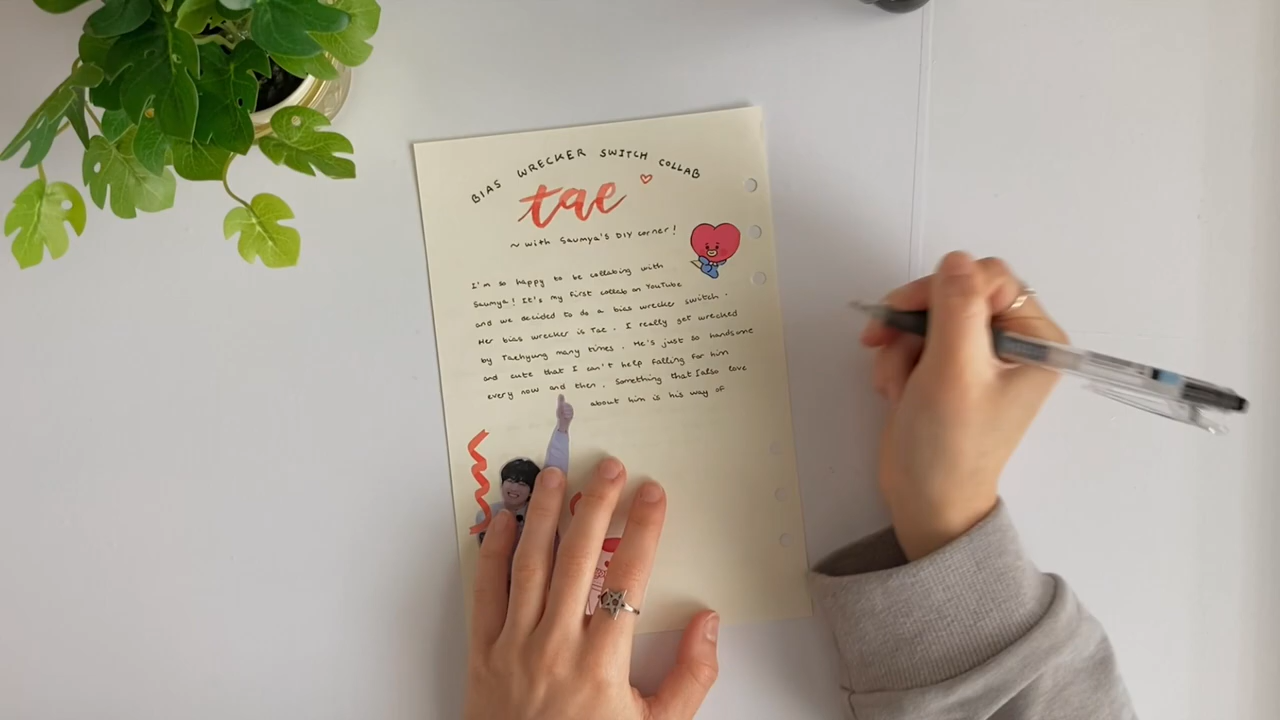 BIAS WRECKER SWITCH COLLAB
tae
~ with Saumya's DIY corner!
I'm so happy to be collabing with
Saumya! It's my first collab on YouTube
and we decided to do a bias wrecker switch.
Her bias wrecker is Tae. I really get wrecked
by Taehyung many times. He's just so handsome
and cute that I can't help falling for him
every now and then. Something that I also love
about him is his way of